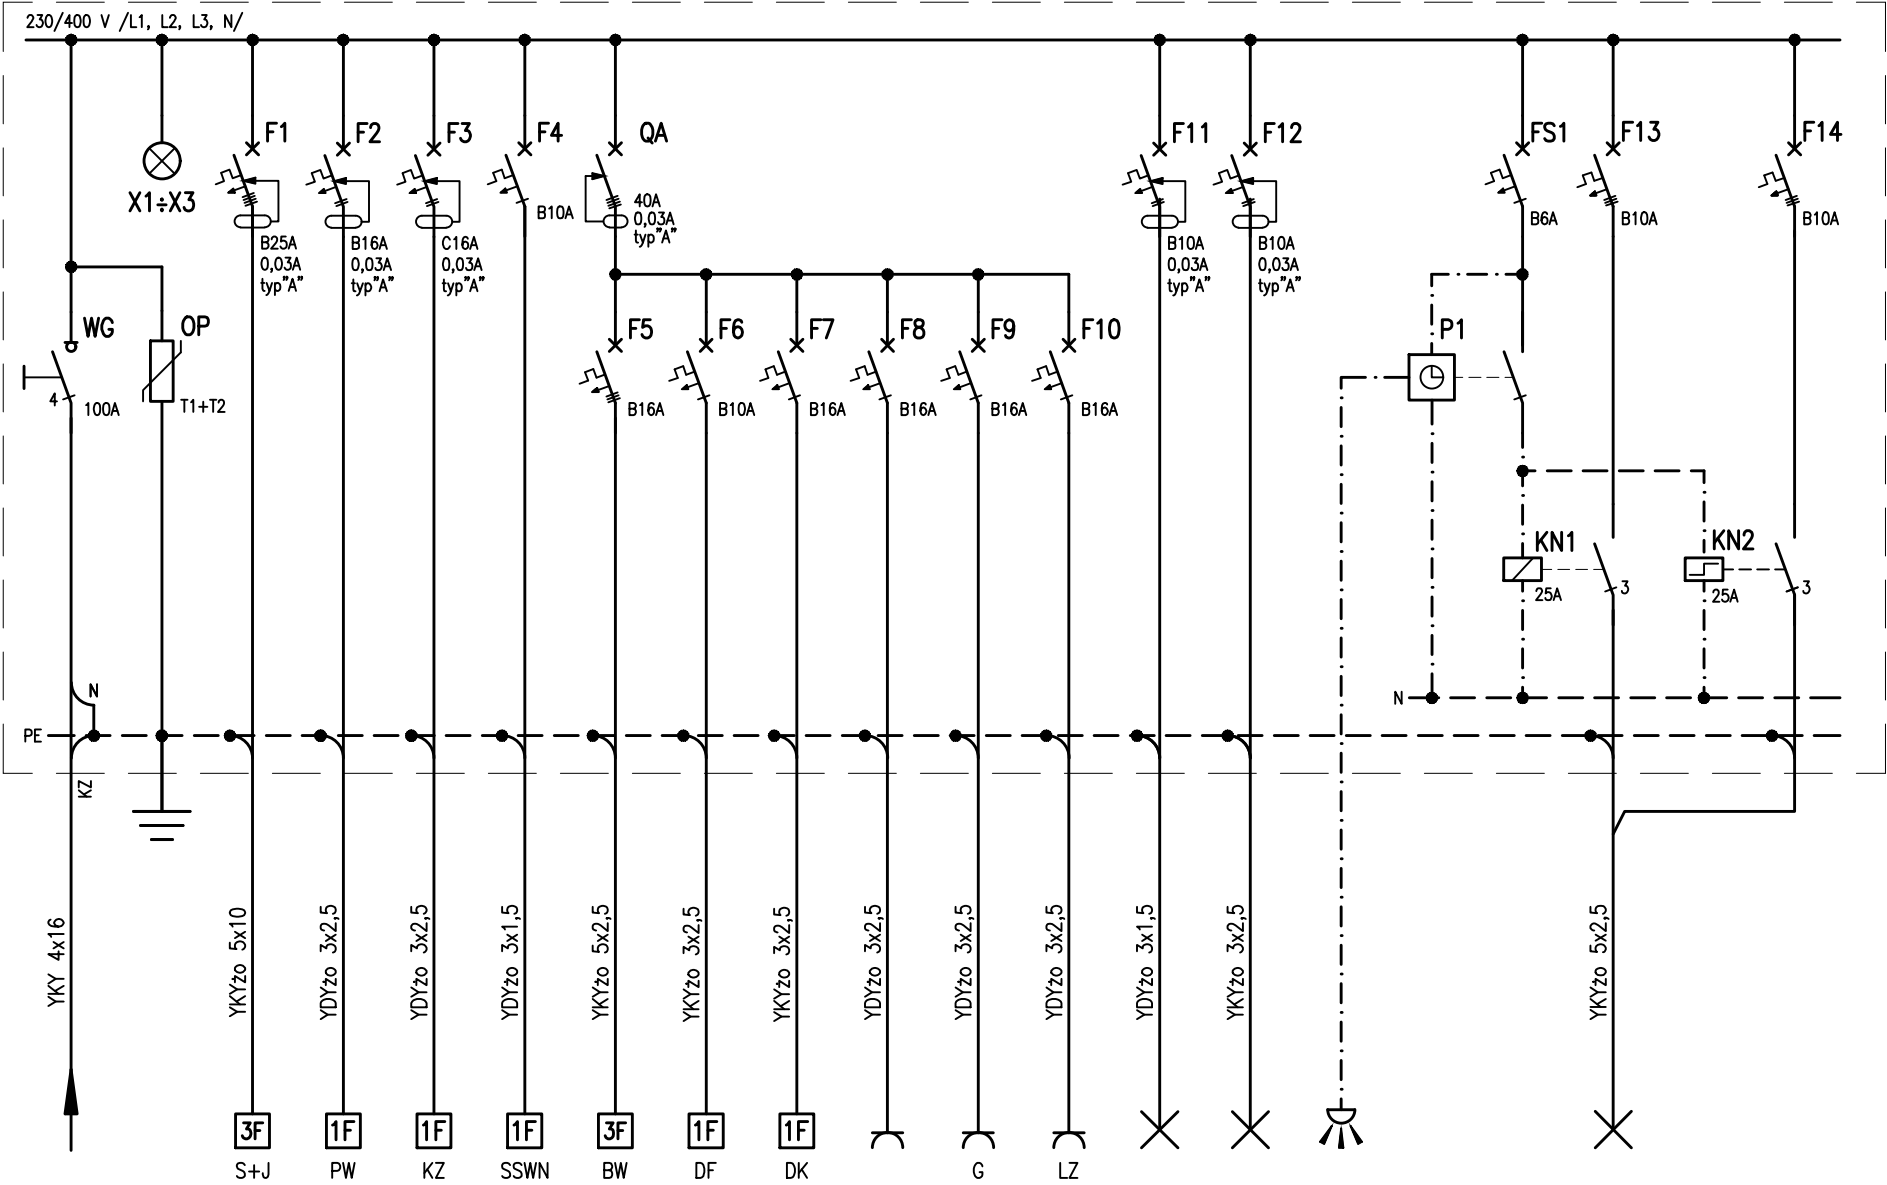 230/400 V /L1, L2, L3, N/
F1
F2
F3
F4
QA
F11
F12
FS1
F13
F14
X1÷X3
B25A
0,03A
typ"A"
B16A
0,03A
typ"A"
C16A
0,03A
typ"A"
B10A
40A
0,03A
typ"A"
B10A
0,03A
typ"A"
B10A
0,03A
typ"A"
B6A
B10A
B10A
WG
4
100A
OP
T1+T2
F5
B16A
F6
B10A
F7
B16A
F8
B16A
F9
B16A
F10
B16A
P1
KN1
25A
3
KN2
25A
3
N
N
PE
KZ
YKY 4x16
YKYżo 5x10
YDYżo 3x2,5
YDYżo 3x2,5
YDYżo 3x1,5
YKYżo 5x2,5
YKYżo 3x2,5
YKYżo 3x2,5
YDYżo 3x2,5
YDYżo 3x2,5
YDYżo 3x2,5
YDYżo 3x1,5
YKYżo 3x2,5
YKYżo 5x2,5
3F
1F
1F
1F
3F
1F
1F
S+J
PW
KZ
SSWN
BW
DF
DK
G
LZ